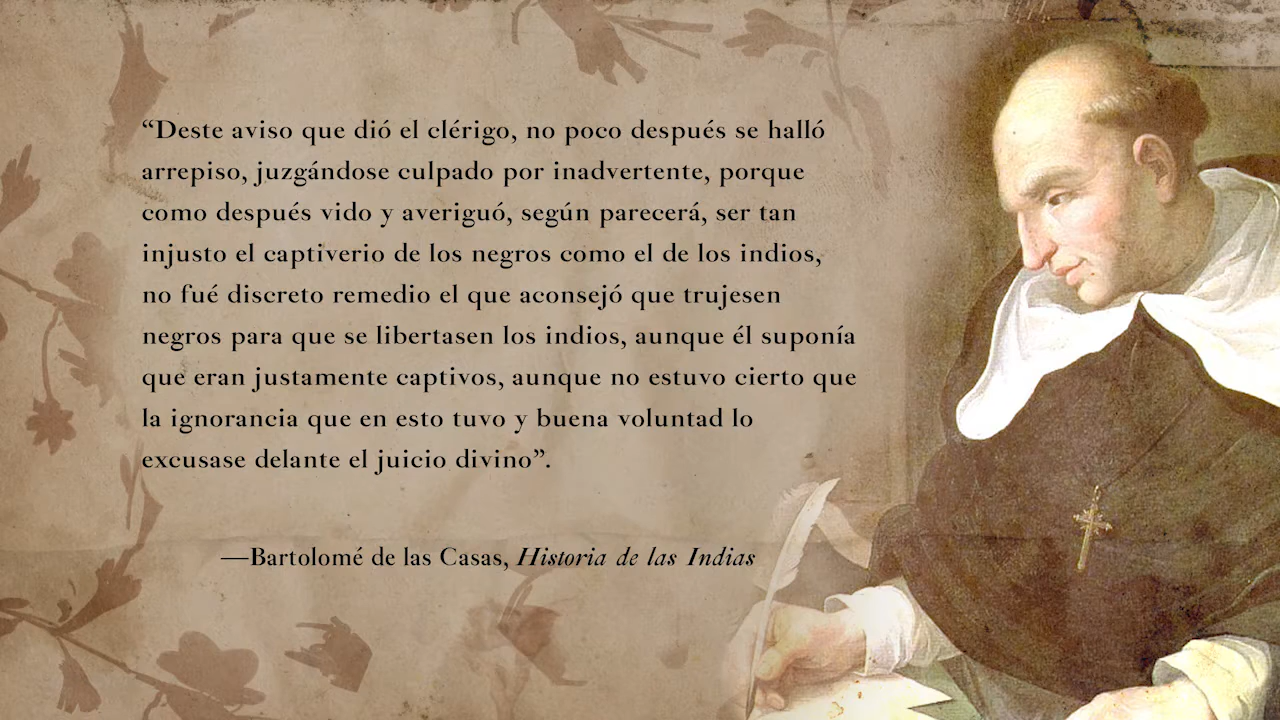 “Deste aviso que dió el clérigo, no poco después se halló
arrepiso, juzgándose culpado por inadvertente, porque
como después vido y averiguó, según parecerá, ser tan
injusto el captiverio de los negros como el de los indios,
no fué discreto remedio el que aconsejó que trujesen
negros para que se libertasen los indios, aunque él suponía
que eran justamente captivos, aunque no estuvo cierto que
la ignorancia que en esto tuvo y buena voluntad lo
excusase delante el juicio divino”.
—Bartolomé de las Casas, Historia de las Indias